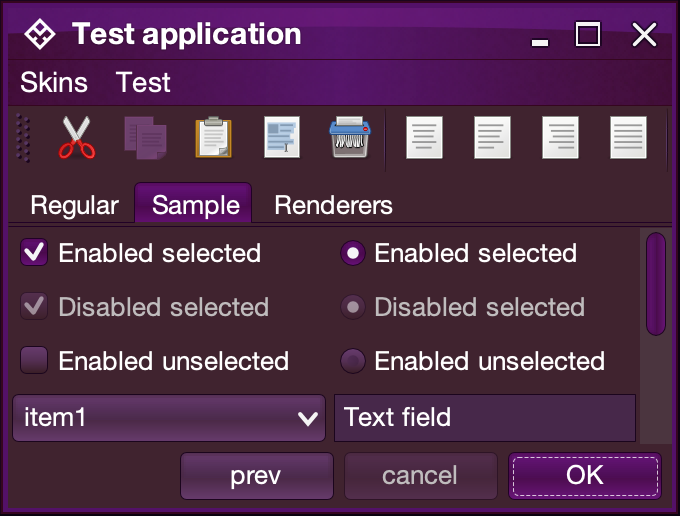 Test application
Skins Test
Regular Sample Renderers
Enabled selected Enabled selected
Disabled selected Disabled selected
Enabled unselected Enabled unselected
item1 Text field
prev cancel OK